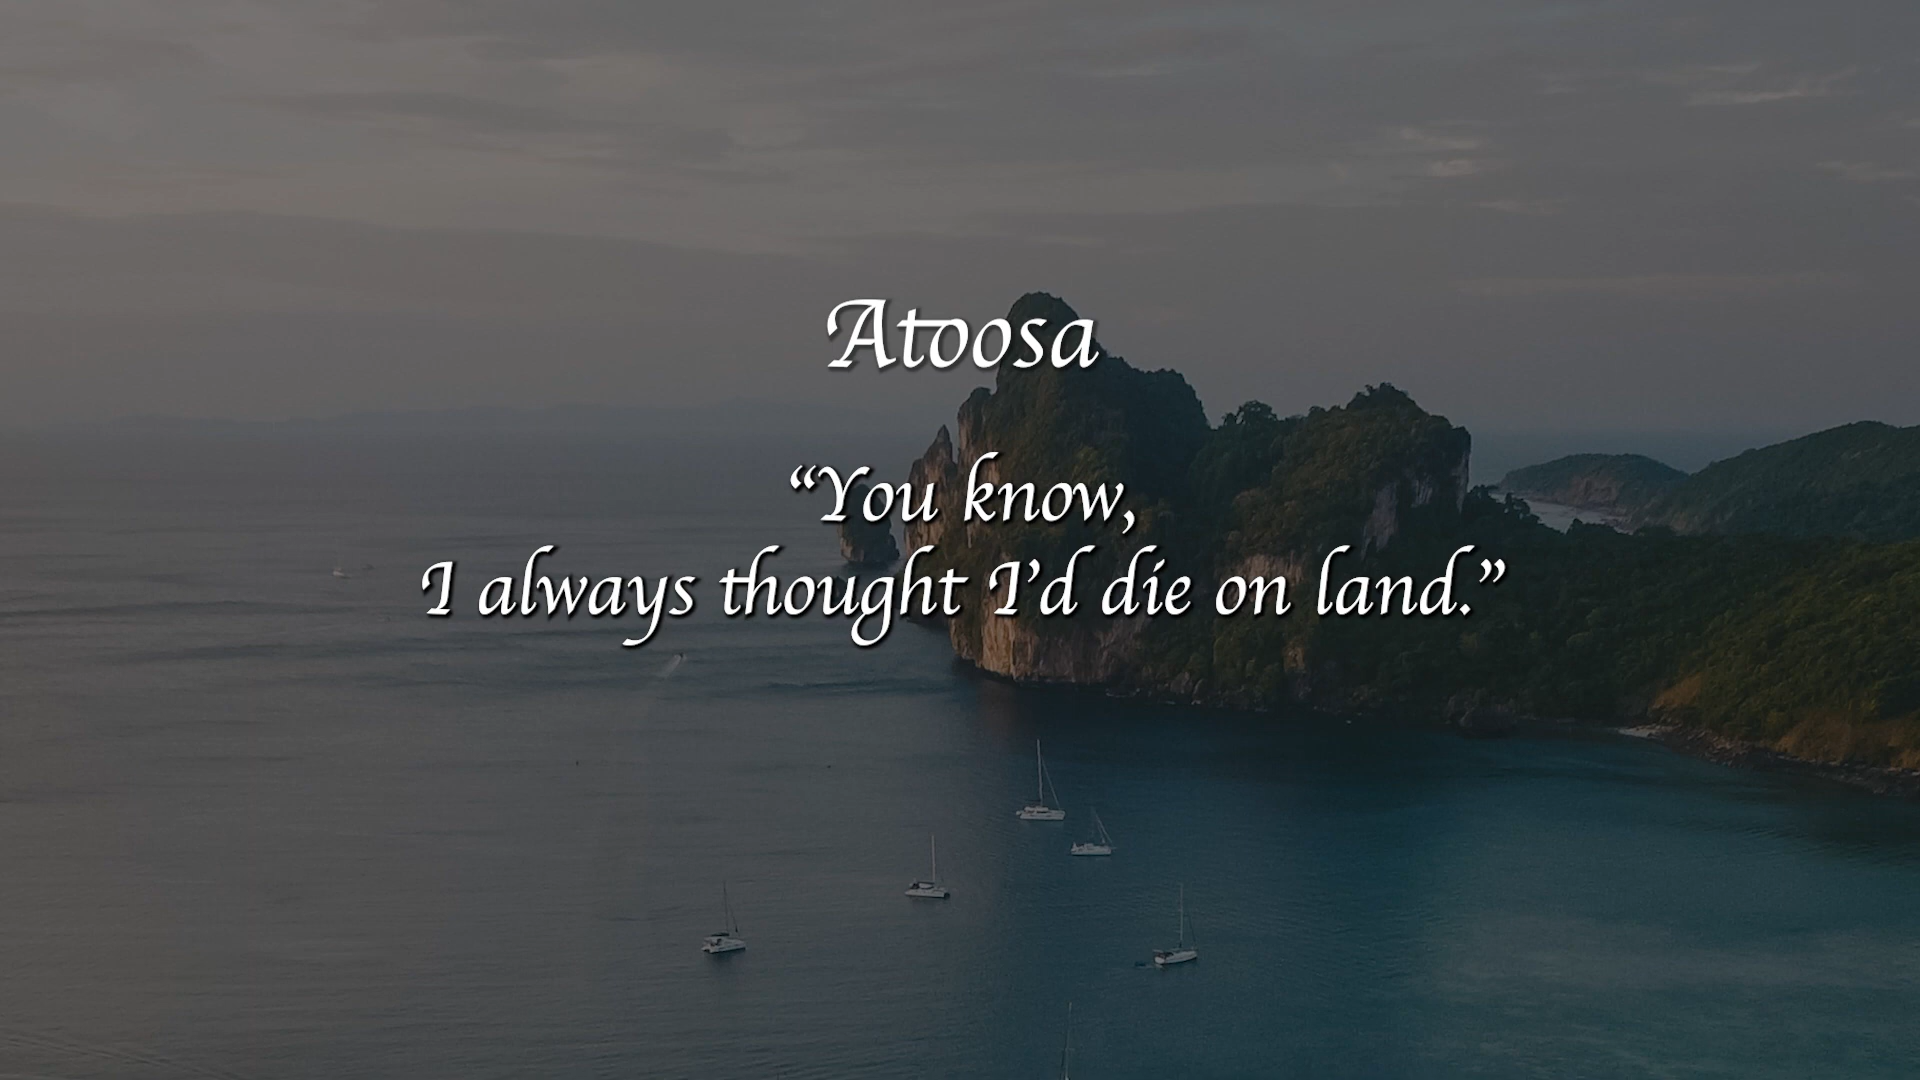 Atoosa
“You know,
I always thought I’d die on land.”